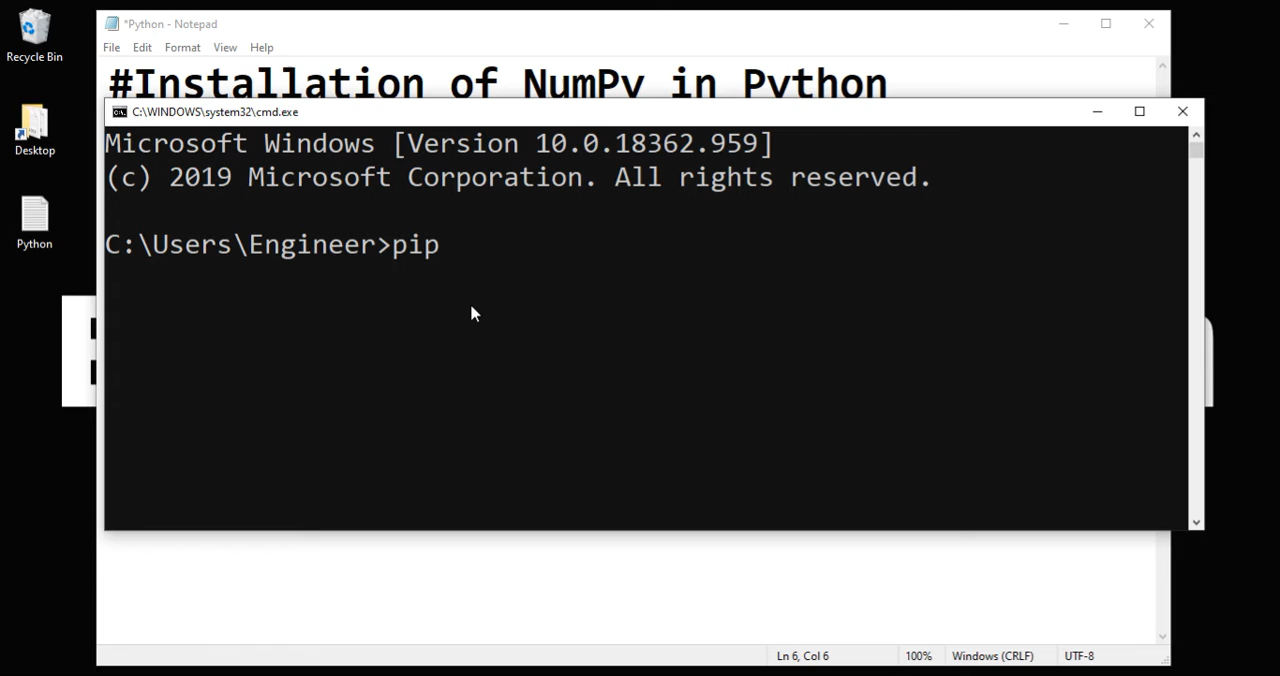 Recycle Bin
Desktop
Python
*Python - Notepad
File Edit Format View Help
#Installation of NumPy in Python
C:\WINDOWS\system32\cmd.exe
Microsoft Windows [Version 10.0.18362.959]
(c) 2019 Microsoft Corporation. All rights reserved.
C:\Users\Engineer>pip
Ln 6, Col 6 100% Windows (CRLF) UTF-8